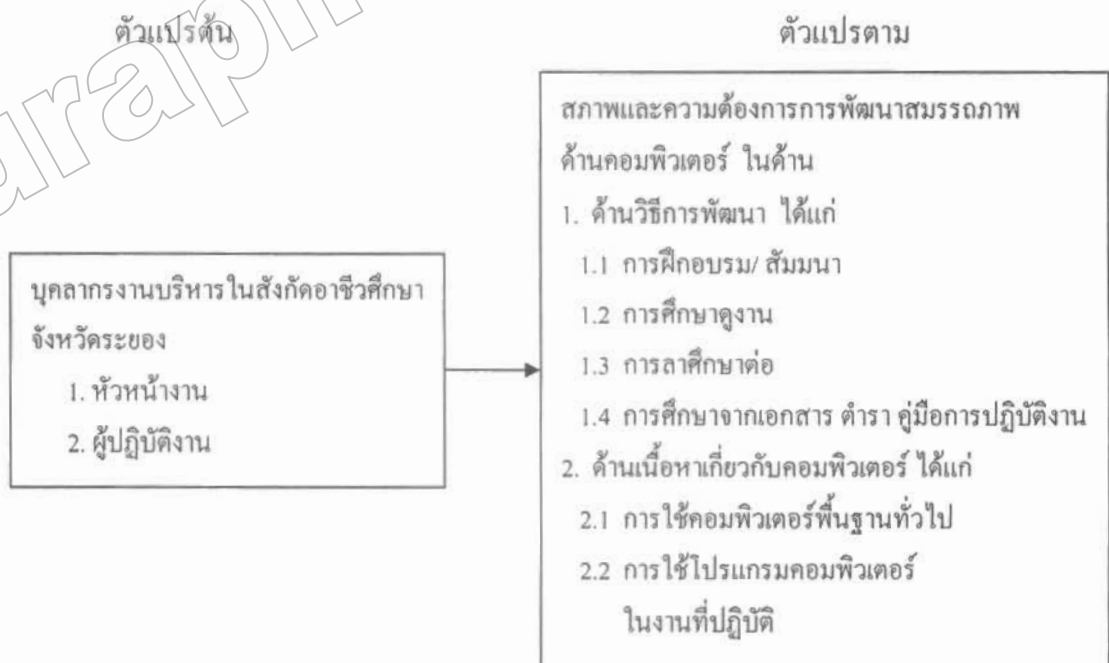 ตัวแปรต้น
ตัวแปรตาม
บุคลากรงานบริหารในสังกัดอาชีวศึกษา
จังหวัดระยอง
1. หัวหน้างาน
2. ผู้ปฏิบัติงาน
สภาพและความต้องการการพัฒนาสมรรถภาพ
ด้านคอมพิวเตอร์ ในด้าน
1. ด้านวิธีการพัฒนา ได้แก่
1.1 การฝึกอบรม/ สัมมนา
1.2 การศึกษาดูงาน
1.3 การลาศึกษาต่อ
1.4 การศึกษาจากเอกสาร ตำรา คู่มือการปฏิบัติงาน
2. ด้านเนื้อหาเกี่ยวกับคอมพิวเตอร์ ได้แก่
2.1 การใช้คอมพิวเตอร์พื้นฐานทั่วไป
2.2 การใช้โปรแกรมคอมพิวเตอร์
ในงานที่ปฏิบัติ